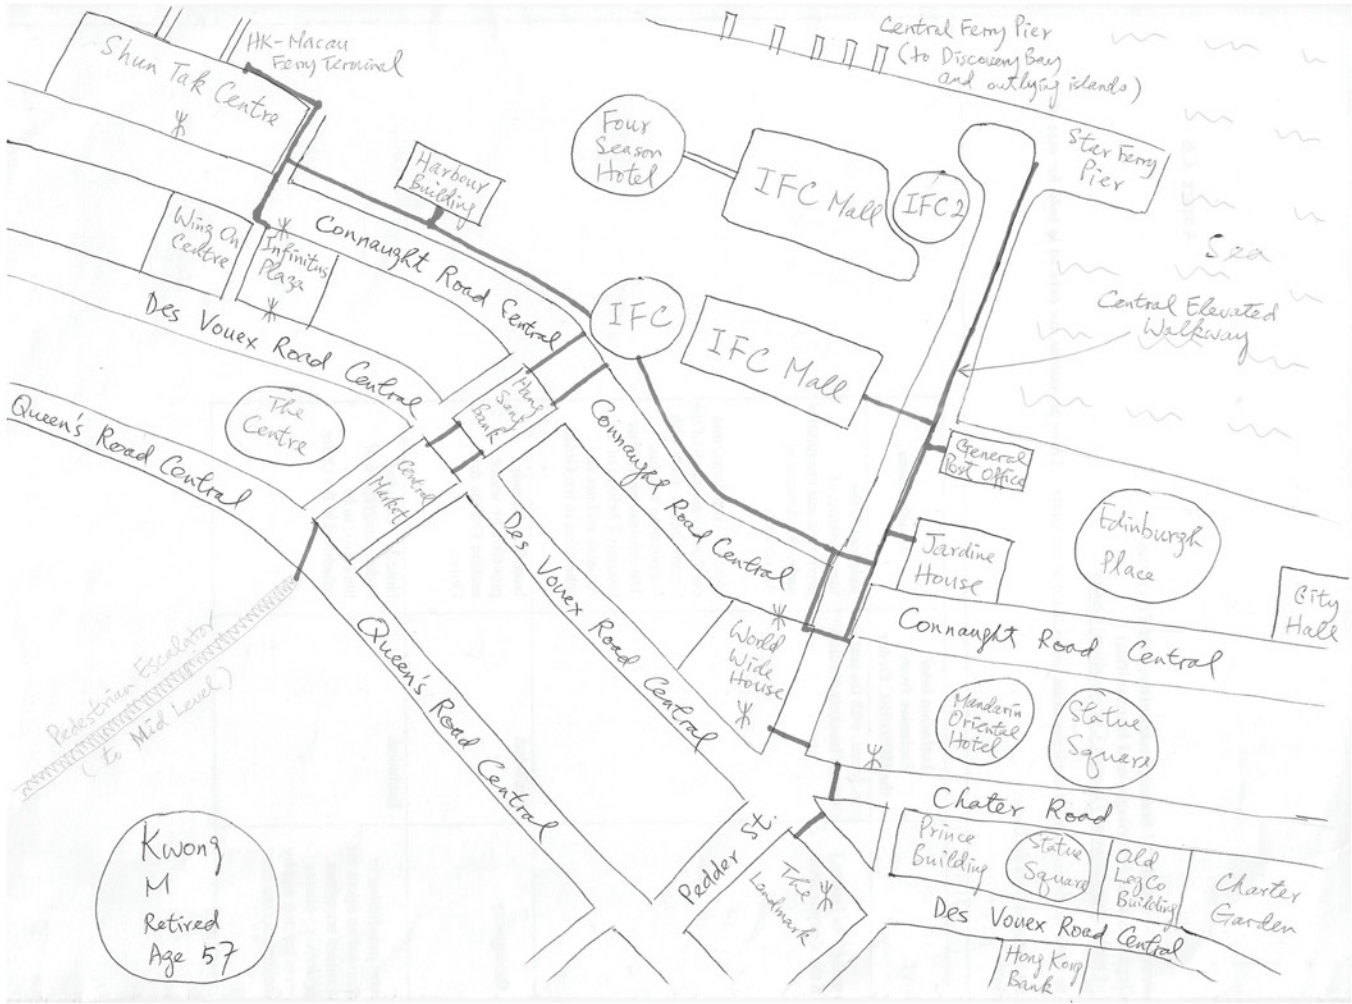 HK-Macau
Ferry Terminal
Shun Tak Centre
Central Ferry Pier
(to Discovery Bay
and outlying islands)
Star Ferry
Pier
Four
Season
Hotel
IFC Mall
IFC 2
Harbour
Building
Sea
Wing On
Centre
Infinitus
Plaza
Connaught Road Central
IFC
IFC Mall
Central Elevated
Walkway
Des Vouex Road Central
Hang
Seng
Bank
The
Centre
Queen's Road Central
Central
Market
Connaught Road Central
General
Post Office
Edinburgh
Place
Jardine
House
City
Hall
Des Vouex Road Central
Connaught Road Central
World
Wide
House
Pedestrian Escalator
(to Mid Level)
Queen's Road Central
Mandarin
Oriental
Hotel
Statue
Square
Chater Road
Pedder St.
Prince
Building
Statue
Square
Old
LegCo
Building
Charter
Garden
The
Landmark
Des Vouex Road Central
Hong Kong
Bank
Kwong
M
Retired
Age 57